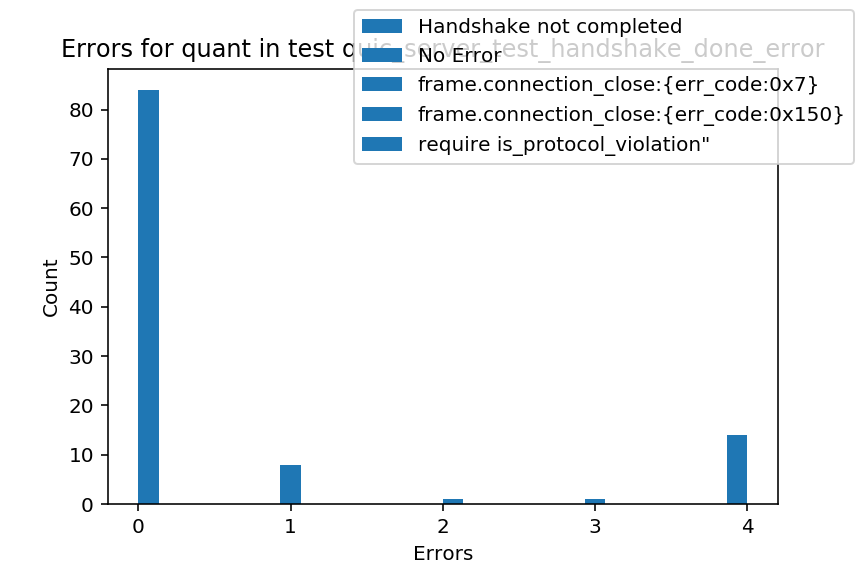 Errors for quant in test quic_server_test_handshake_done_error
Handshake not completed
No Error
frame.connection_close:{err_code:0x7}
frame.connection_close:{err_code:0x150}
require is_protocol_violation"
80
70
60
50
40
30
20
10
0
Count
0 1 2 3 4
Errors